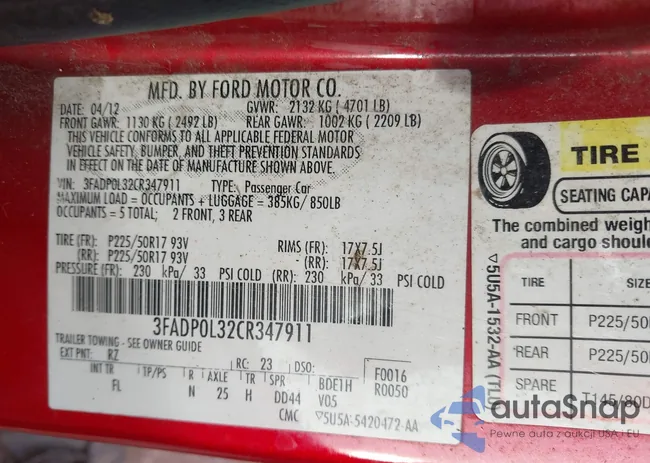 MFD. BY FORD MOTOR CO.
DATE: 04/12 GVWR: 2132 KG ( 4701 LB)
FRONT GAWR: 1130 KG ( 2492 LB) REAR GAWR: 1002 KG ( 2209 LB)
THIS VEHICLE CONFORMS TO ALL APPLICABLE FEDERAL MOTOR
VEHICLE SAFETY, BUMPER, AND THEFT PREVENTION STANDARDS
IN EFFECT ON THE DATE OF MANUFACTURE SHOWN ABOVE.
VIN: 3FADP0L32CR347911 TYPE: Passenger Car
MAXIMUM LOAD = OCCUPANTS + LUGGAGE = 385KG/ 850LB
OCCUPANTS = 5 TOTAL; 2 FRONT, 3 REAR
TIRE (FR): P225/50R17 93V RIMS (FR): 17X7.5J
(RR): P225/50R17 93V (RR): 17X7.5J
PRESSURE (FR): 230 kPa/ 33 PSI COLD (RR): 230 kPa/ 33 PSI COLD
3FADP0L32CR347911
TRAILER TOWING - SEE OWNER GUIDE
EXT PNT: RZ RC: 23 DSO: F0016
INT TR TP/PS R AXLE TR SPR BDE1H R0050
FL N 25 H DD44 V05
CMC ▽5U5A-5420472-AA
TIRE
SEATING CAPA
The combined weigh
and cargo shoule
▽5U5A-1532-AA (TLU)
TIRE SIZE
FRONT P225/50
REAR P225/50
SPARE T145/80D
autaSnap
Pewne auta z aukcji USA i EU